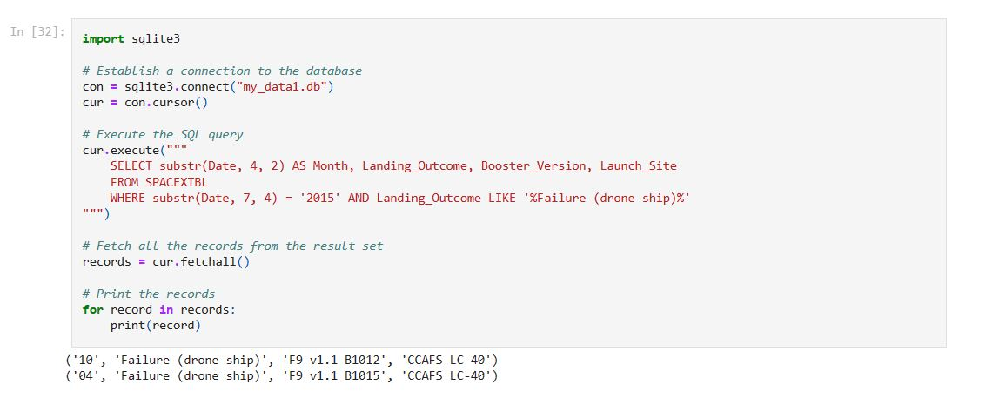 In [32]:
import sqlite3
# Establish a connection to the database
con = sqlite3.connect("my_data1.db")
cur = con.cursor()
# Execute the SQL query
cur.execute("""
    SELECT substr(Date, 4, 2) AS Month, Landing_Outcome, Booster_Version, Launch_Site
    FROM SPACEXTBL
    WHERE substr(Date, 7, 4) = '2015' AND Landing_Outcome LIKE '%Failure (drone ship)%'
""")
# Fetch all the records from the result set
records = cur.fetchall()
# Print the records
for record in records:
    print(record)
('10', 'Failure (drone ship)', 'F9 v1.1 B1012', 'CCAFS LC-40')
('04', 'Failure (drone ship)', 'F9 v1.1 B1015', 'CCAFS LC-40')